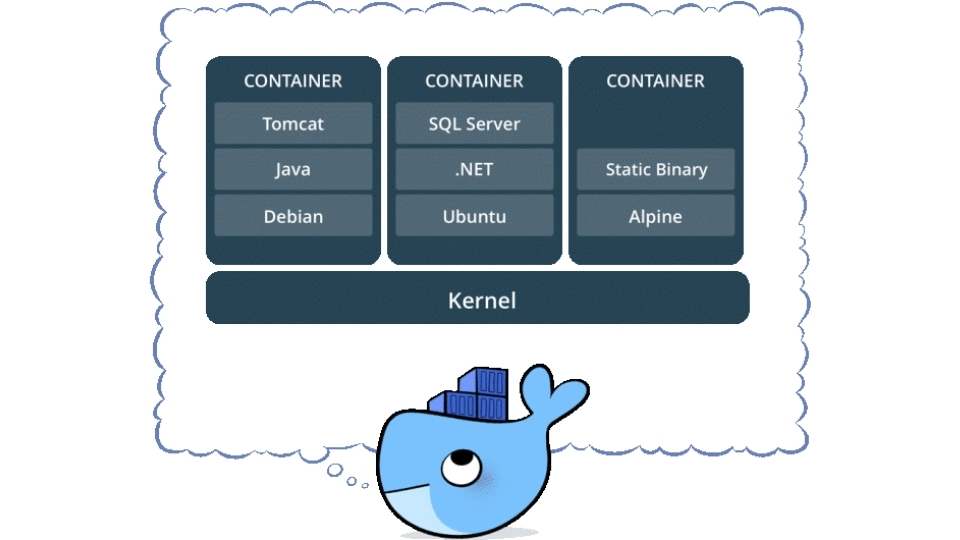 CONTAINER
Tomcat
Java
Debian
CONTAINER
SQL Server
.NET
Ubuntu
CONTAINER
Static Binary
Alpine
Kernel